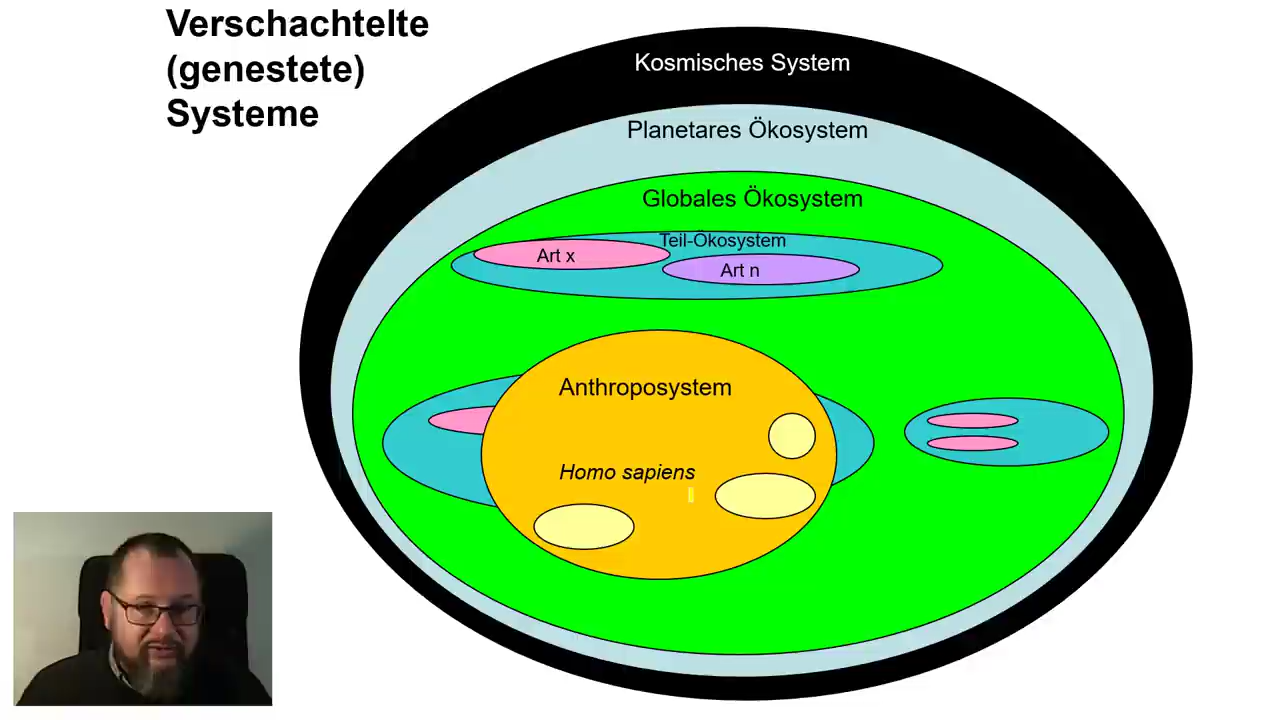 Verschachtelte
(genestete)
Systeme
Kosmisches System
Planetares Ökosystem
Globales Ökosystem
Teil-Ökosystem
Art x
Art n
Anthroposystem
Homo sapiens